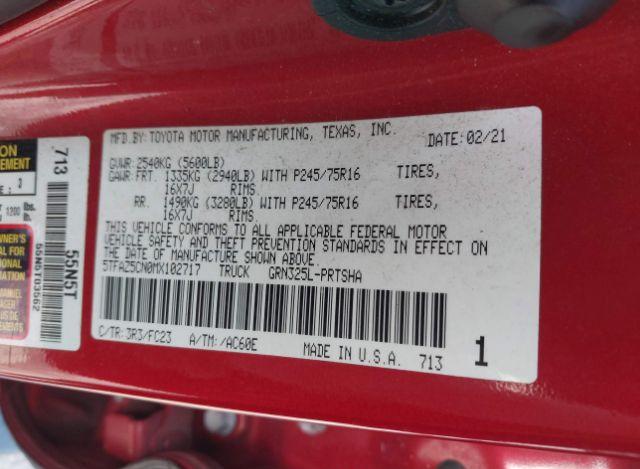 MFD.BY: TOYOTA MOTOR MANUFACTURING, TEXAS, INC. DATE: 02/21
GVWR: 2540KG (5600LB)
GAWR: FRT. 1335KG (2940LB) WITH P245/75R16 TIRES,
16X7J RIMS.
RR. 1490KG (3280LB) WITH P245/75R16 TIRES,
16X7J RIMS.
THIS VEHICLE CONFORMS TO ALL APPLICABLE FEDERAL MOTOR
VEHICLE SAFETY AND THEFT PREVENTION STANDARDS IN EFFECT ON
THE DATE OF MANUFACTURE SHOWN ABOVE.
5TFAZ5CN0MX102717 TRUCK GRN325L-PRTSHA
C/TR: 3R3/FC23 A/TM: /AC60E MADE IN U.S.A. 713 1
713
55N5T
55N5T03562
1200 lbs.